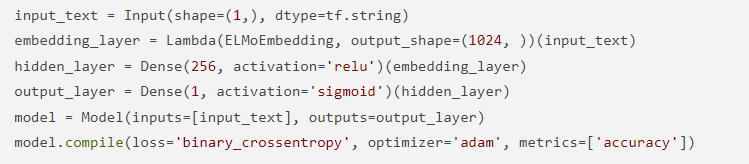 input_text = Input(shape=(1,), dtype=tf.string)
embedding_layer = Lambda(ELMoEmbedding, output_shape=(1024, ))(input_text)
hidden_layer = Dense(256, activation='relu')(embedding_layer)
output_layer = Dense(1, activation='sigmoid')(hidden_layer)
model = Model(inputs=[input_text], outputs=output_layer)
model.compile(loss='binary_crossentropy', optimizer='adam', metrics=['accuracy'])